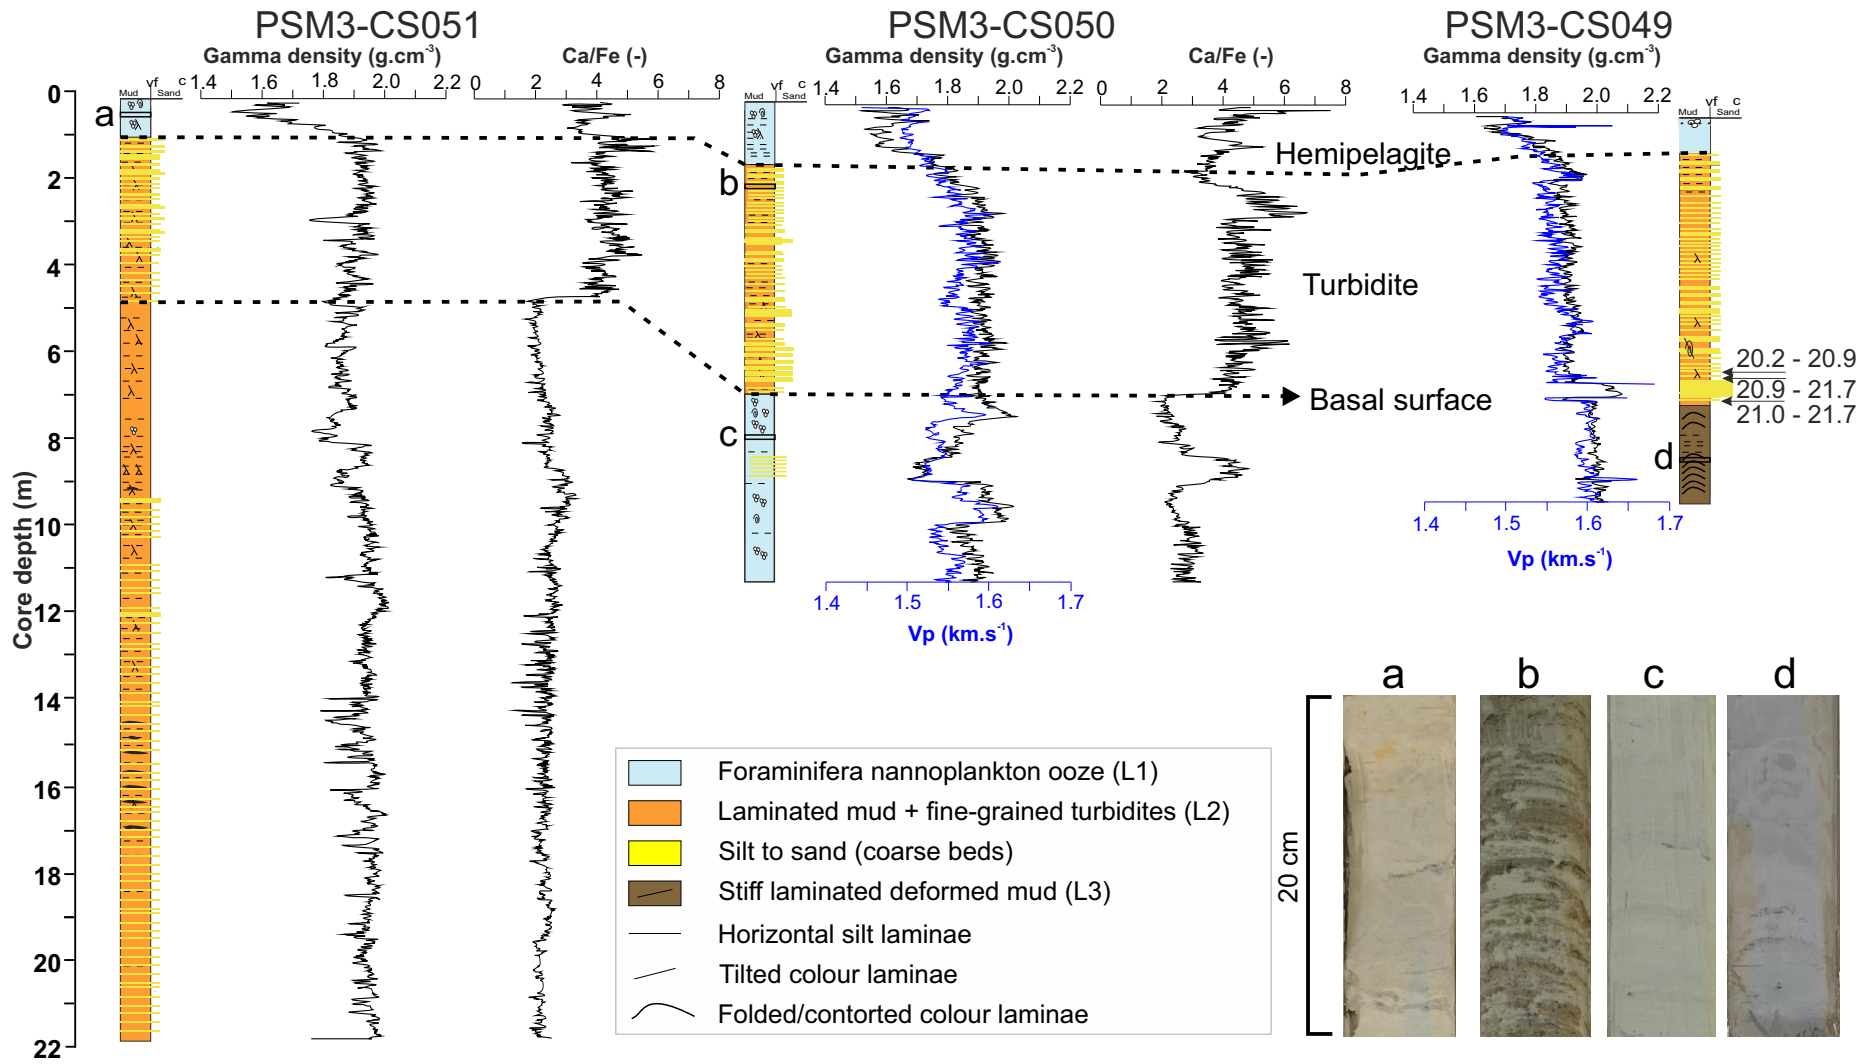 PSM3-CS051 PSM3-CS050 PSM3-CS049
Gamma density (g.cm-3) Ca/Fe (-) Gamma density (g.cm-3) Ca/Fe (-) Gamma density (g.cm-3)
Mud vf c Sand 1.4 1.6 1.8 2.0 2.2 0 2 4 6 8
Mud vf c Sand 1.4 1.6 1.8 2.0 2.2 0 2 4 6 8
1.4 1.6 1.8 2.0 2.2 Mud vf c Sand
Core depth (m)
0
2
4
6
8
10
12
14
16
18
20
22
a
b
c
d
Hemipelagite
Turbidite
Basal surface
20.2 - 20.9
20.9 - 21.7
21.0 - 21.7
1.4 1.5 1.6 1.7
Vp (km.s-1)
1.4 1.5 1.6 1.7
Vp (km.s-1)
Foraminifera nannoplankton ooze (L1)
Laminated mud + fine-grained turbidites (L2)
Silt to sand (coarse beds)
Stiff laminated deformed mud (L3)
Horizontal silt laminae
Tilted colour laminae
Folded/contorted colour laminae
a b c d
20 cm